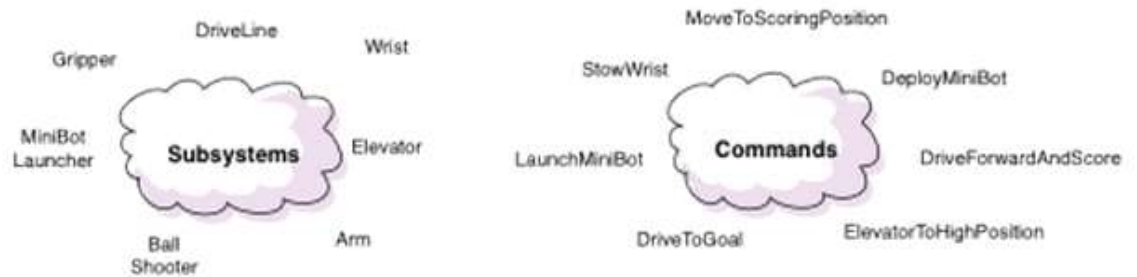 DriveLine
Wrist
Gripper
MiniBot
Launcher
Subsystems
Elevator
Ball
Shooter
Arm
MoveToScoringPosition
StowWrist
DeployMiniBot
LaunchMiniBot
Commands
DriveForwardAndScore
DriveToGoal
ElevatorToHighPosition